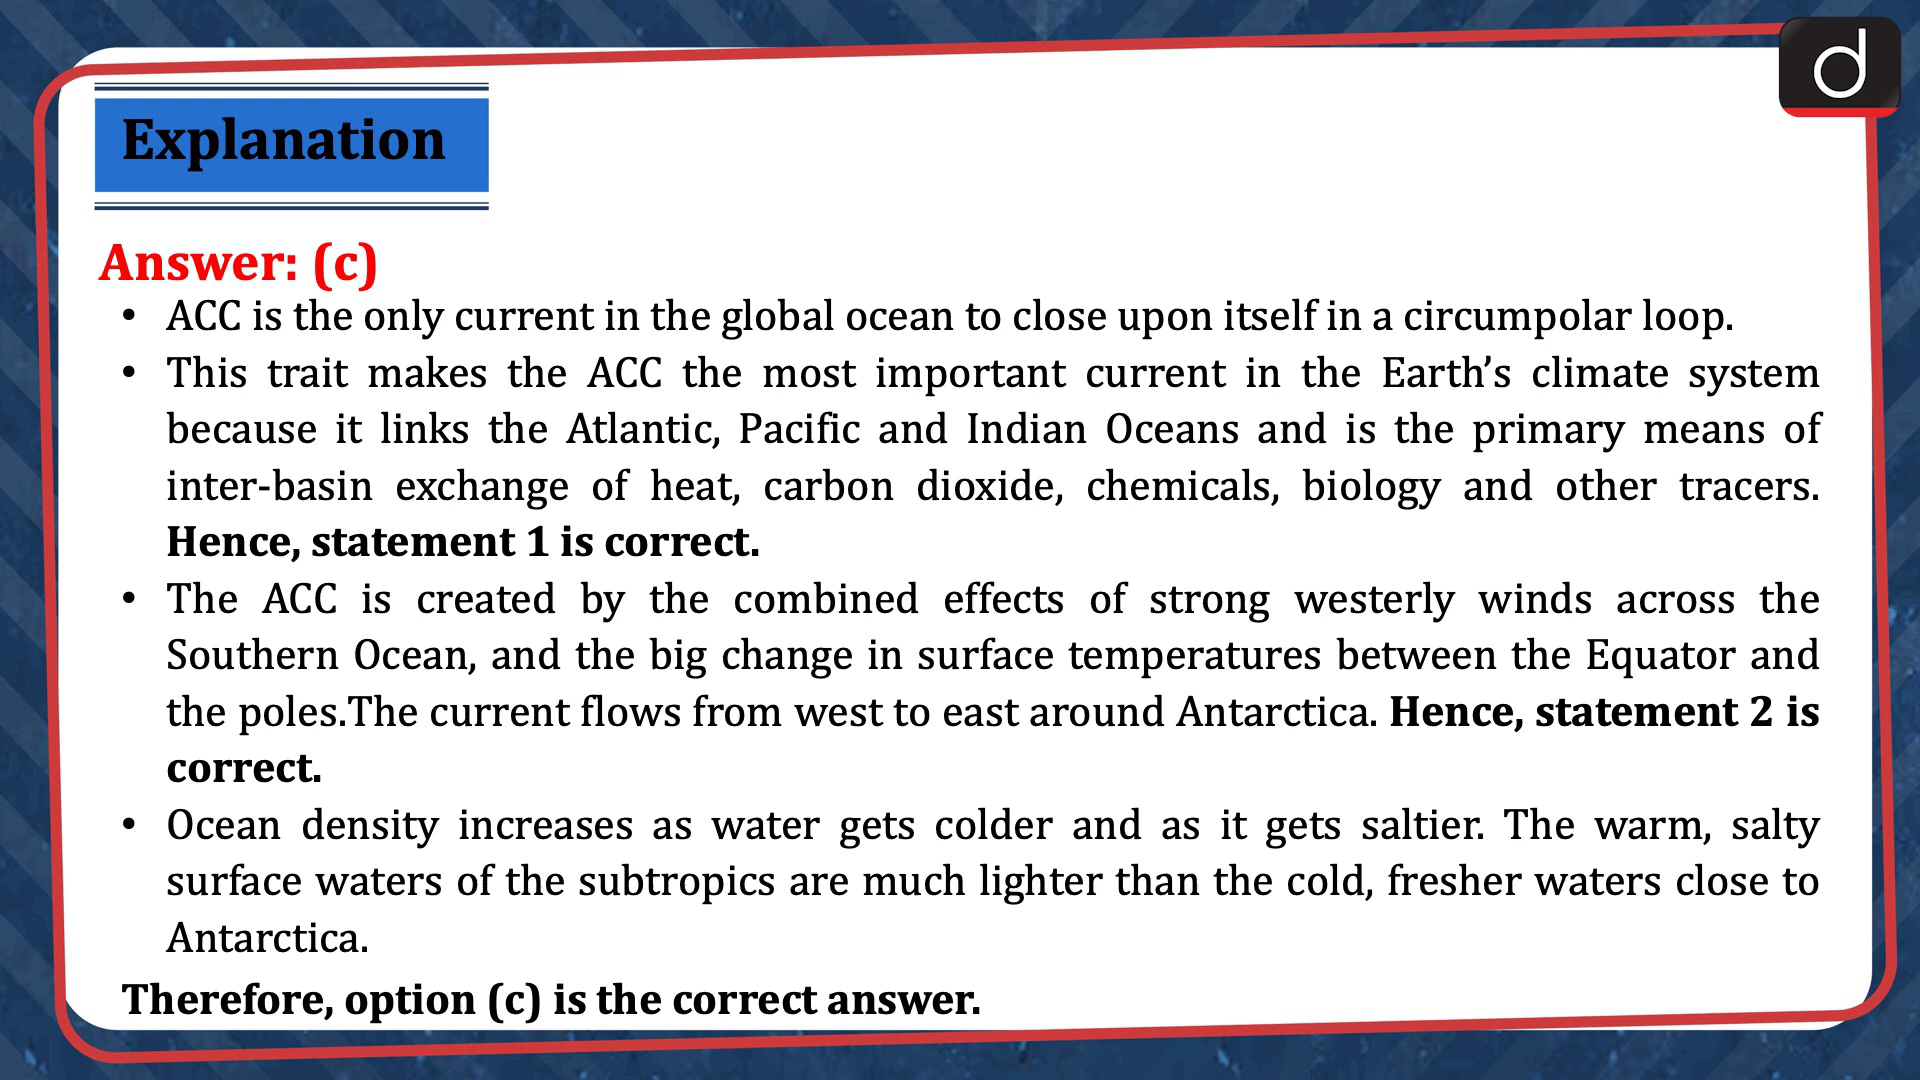 d
Explanation
Answer: (c)
• ACC is the only current in the global ocean to close upon itself in a circumpolar loop.
• This trait makes the ACC the most important current in the Earth’s climate system
because it links the Atlantic, Pacific and Indian Oceans and is the primary means of
inter-basin exchange of heat, carbon dioxide, chemicals, biology and other tracers.
Hence, statement 1 is correct.
• The ACC is created by the combined effects of strong westerly winds across the
Southern Ocean, and the big change in surface temperatures between the Equator and
the poles.The current flows from west to east around Antarctica. Hence, statement 2 is
correct.
• Ocean density increases as water gets colder and as it gets saltier. The warm, salty
surface waters of the subtropics are much lighter than the cold, fresher waters close to
Antarctica.
Therefore, option (c) is the correct answer.